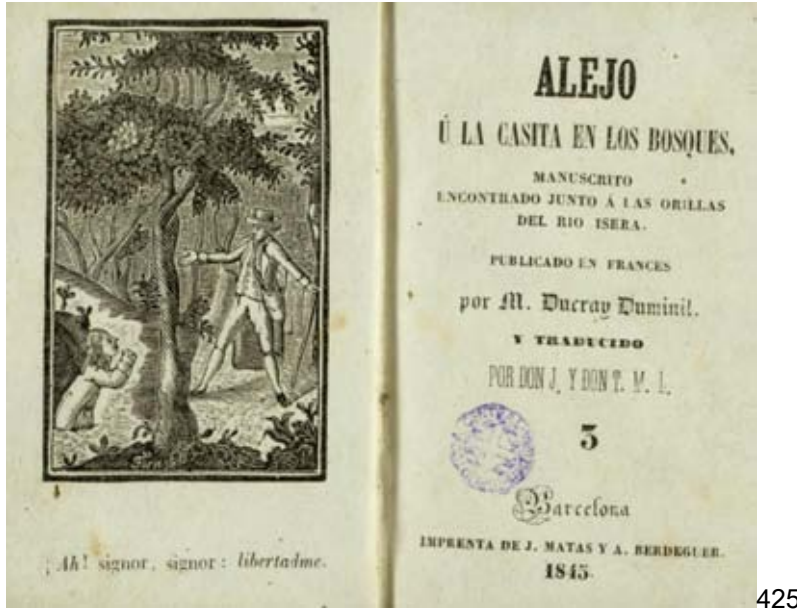 ¡Ah! signor, signor: libertadme.
ALEJO
Ú LA CASITA EN LOS BOSQUES,
MANUSCRITO
ENCONTRADO JUNTO Á LAS ORILLAS
DEL RIO ISERA.
PUBLICADO EN FRANCES
por M. Ducray Duminil.
Y TRADUCIDO
POR DON J. Y DON T. M. I.
3
Barcelona
IMPRENTA DE J. MATAS Y A. BERDEGUER.
1845.
425